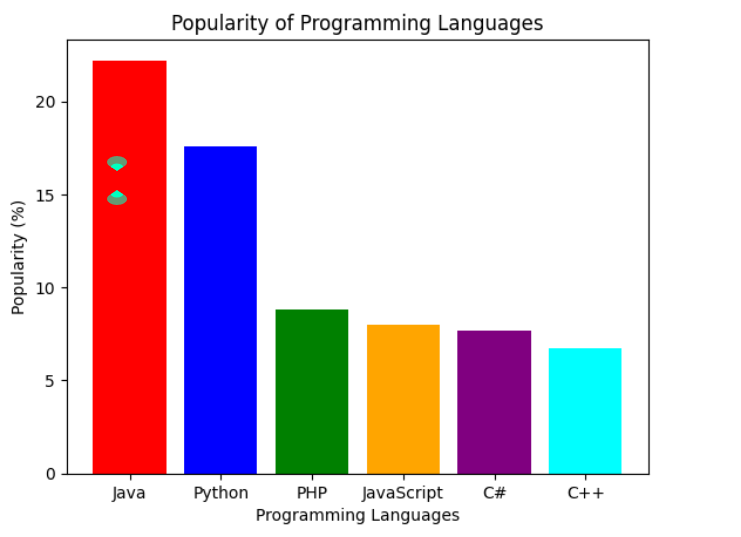 Popularity of Programming Languages
20
15
10
5
0
Popularity (%)
Java Python PHP JavaScript C# C++
Programming Languages